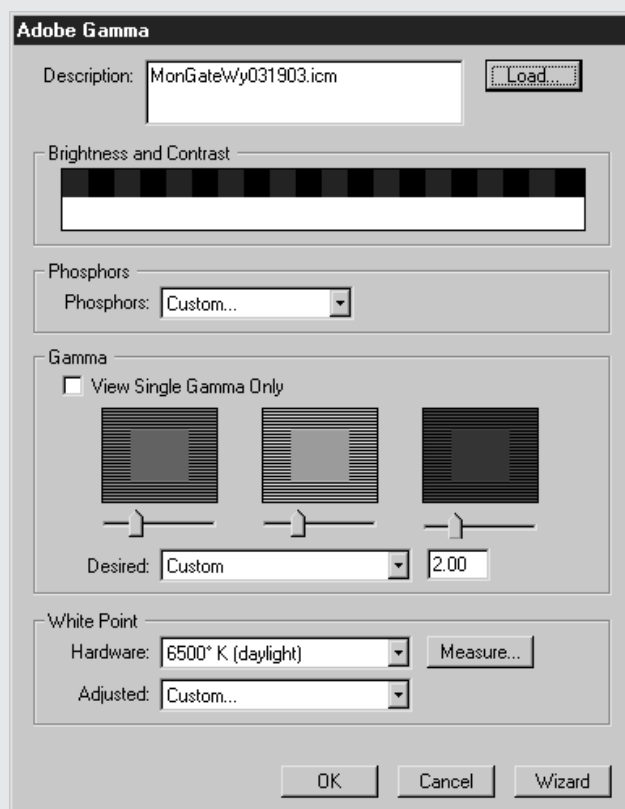 Adobe Gamma
Description: MonGateWy031903.icm Load...
Brightness and Contrast
Phosphors
Phosphors: Custom...
Gamma
View Single Gamma Only
Desired: Custom 2.00
White Point
Hardware: 6500° K (daylight) Measure...
Adjusted: Custom...
OK Cancel Wizard